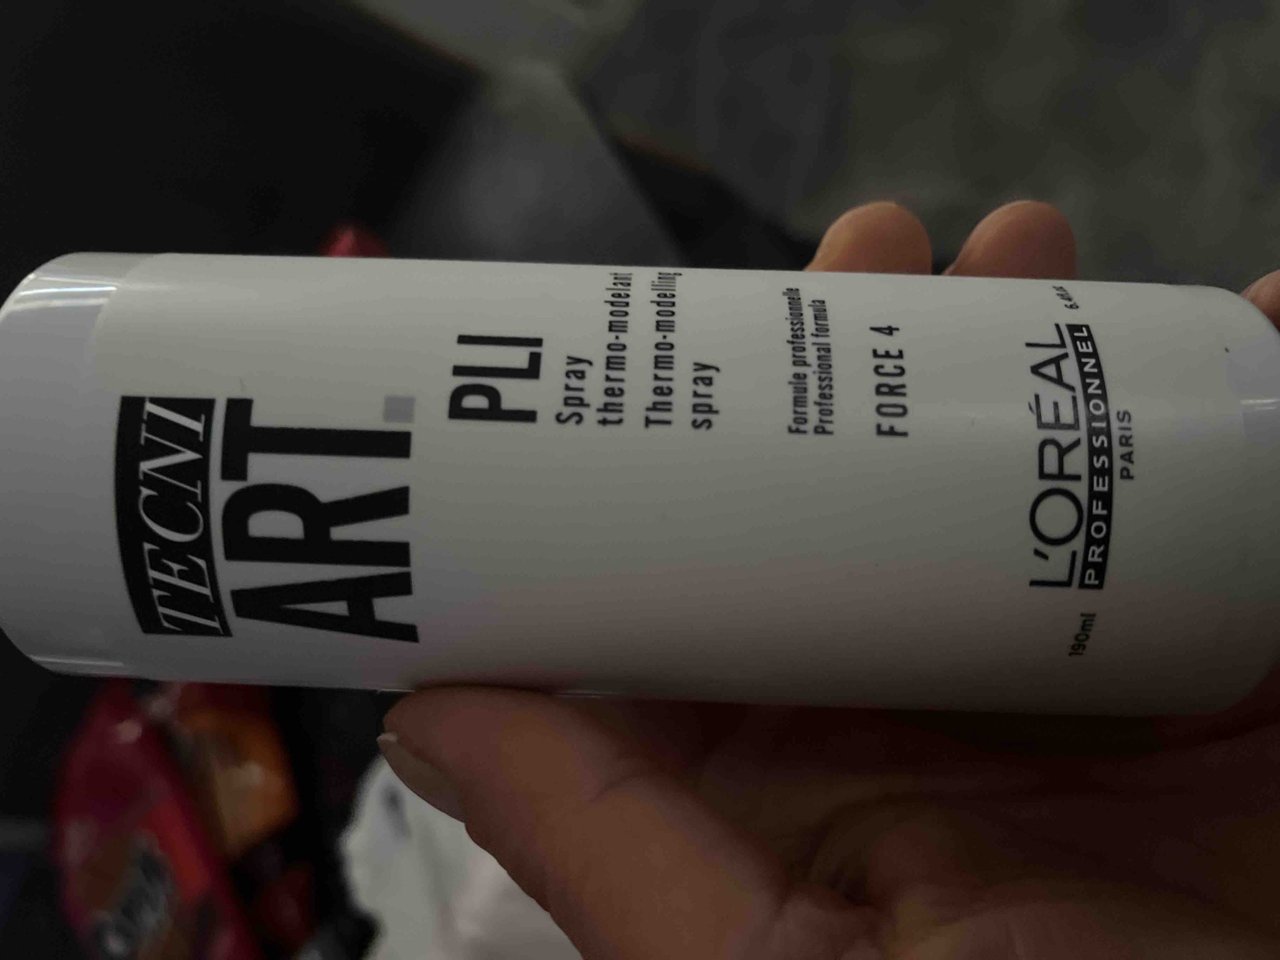 TECNI
ART.
PLI
Spray
thermo-modelant
Thermo-modelling
spray
Formule professionnelle
Professional formula
FORCE 4
L'ORÉAL
PROFESSIONNEL
PARIS
190ml